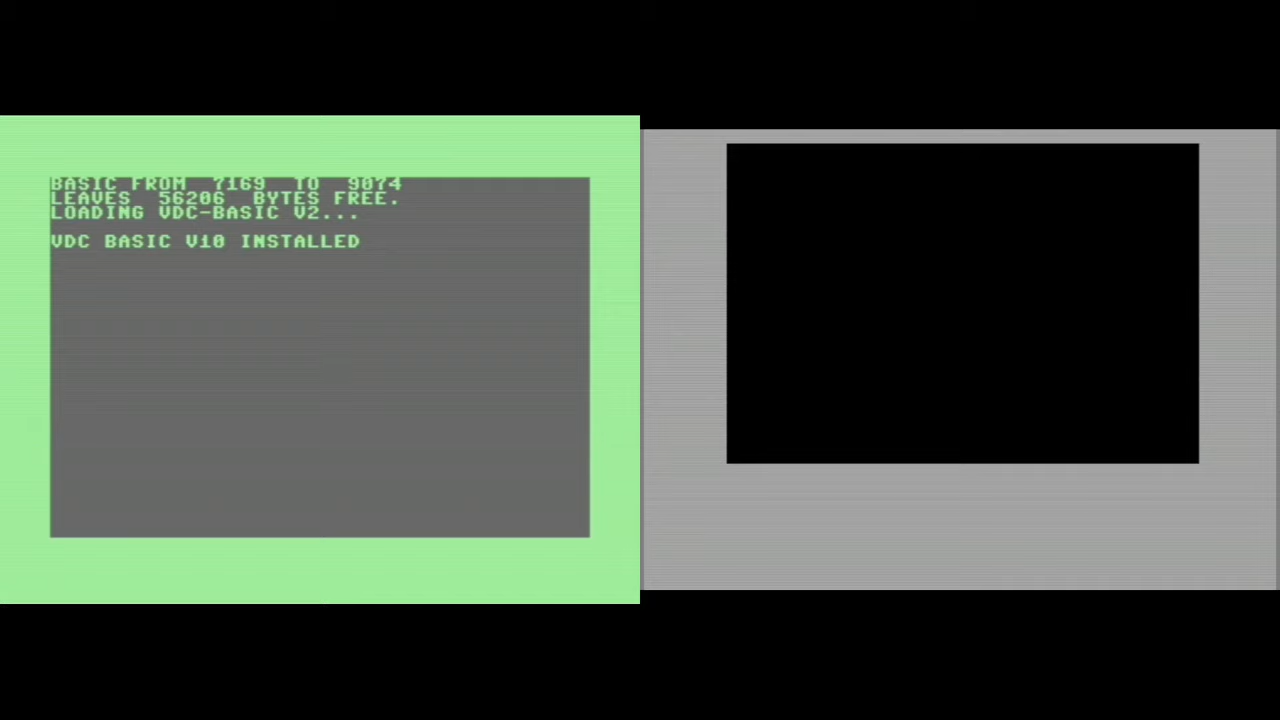 BASIC FROM  7169  TO  9074
LEAVES  56206  BYTES FREE.
LOADING VDC-BASIC V2...
VDC BASIC V10 INSTALLED